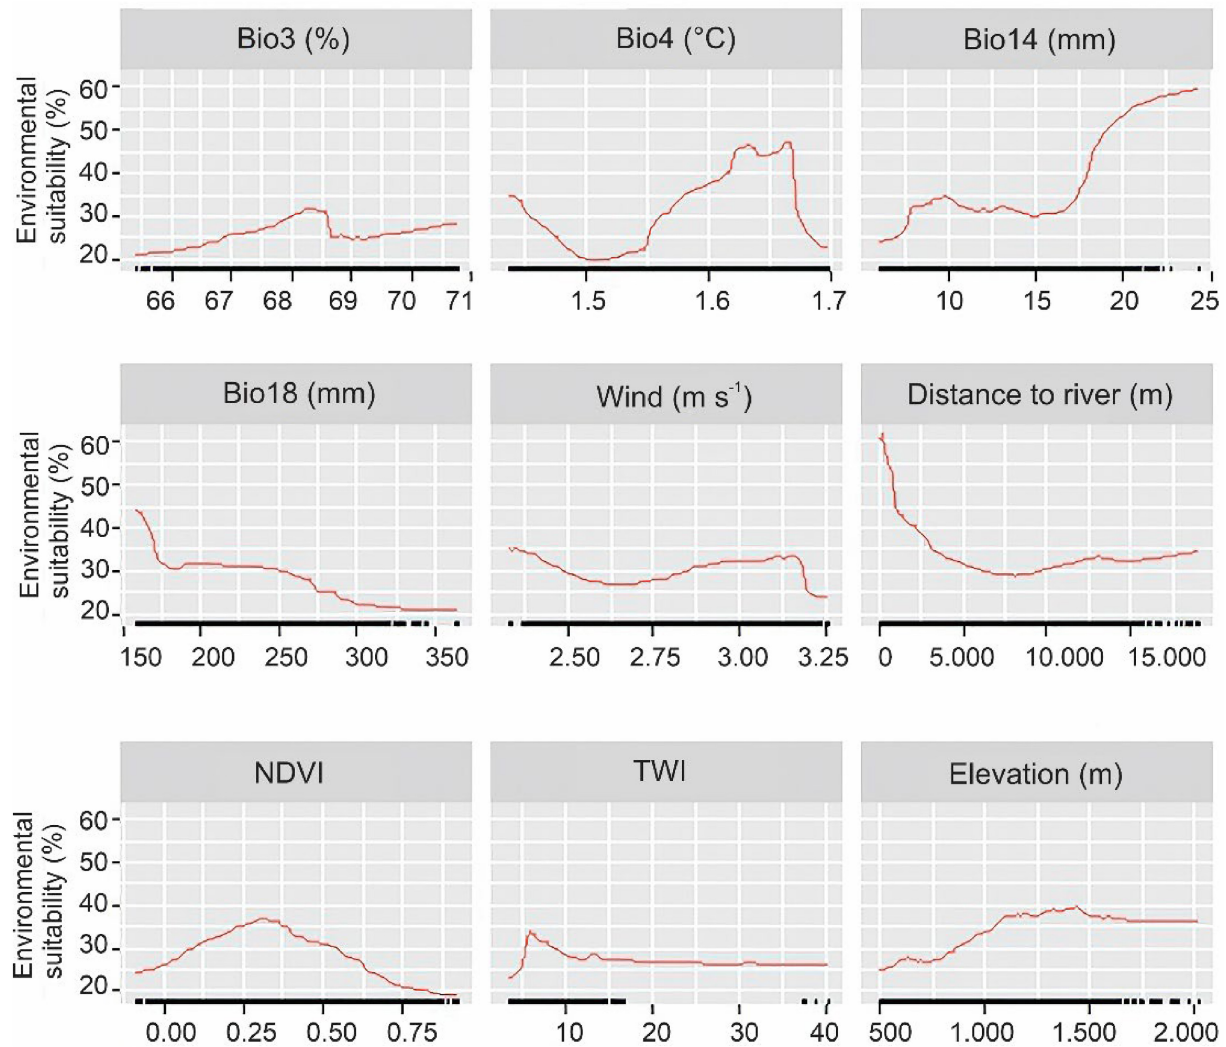 Bio3 (%) Bio4 (°C) Bio14 (mm)
Environmental
suitability (%)
60
50
40
30
20
66 67 68 69 70 71 1.5 1.6 1.7 10 15 20 25
Bio18 (mm) Wind (m s⁻¹) Distance to river (m)
Environmental
suitability (%)
60
50
40
30
20
150 200 250 300 350 2.50 2.75 3.00 3.25 0 5.000 10.000 15.000
NDVI TWI Elevation (m)
Environmental
suitability (%)
60
50
40
30
20
0.00 0.25 0.50 0.75 10 20 30 40 500 1.000 1.500 2.000